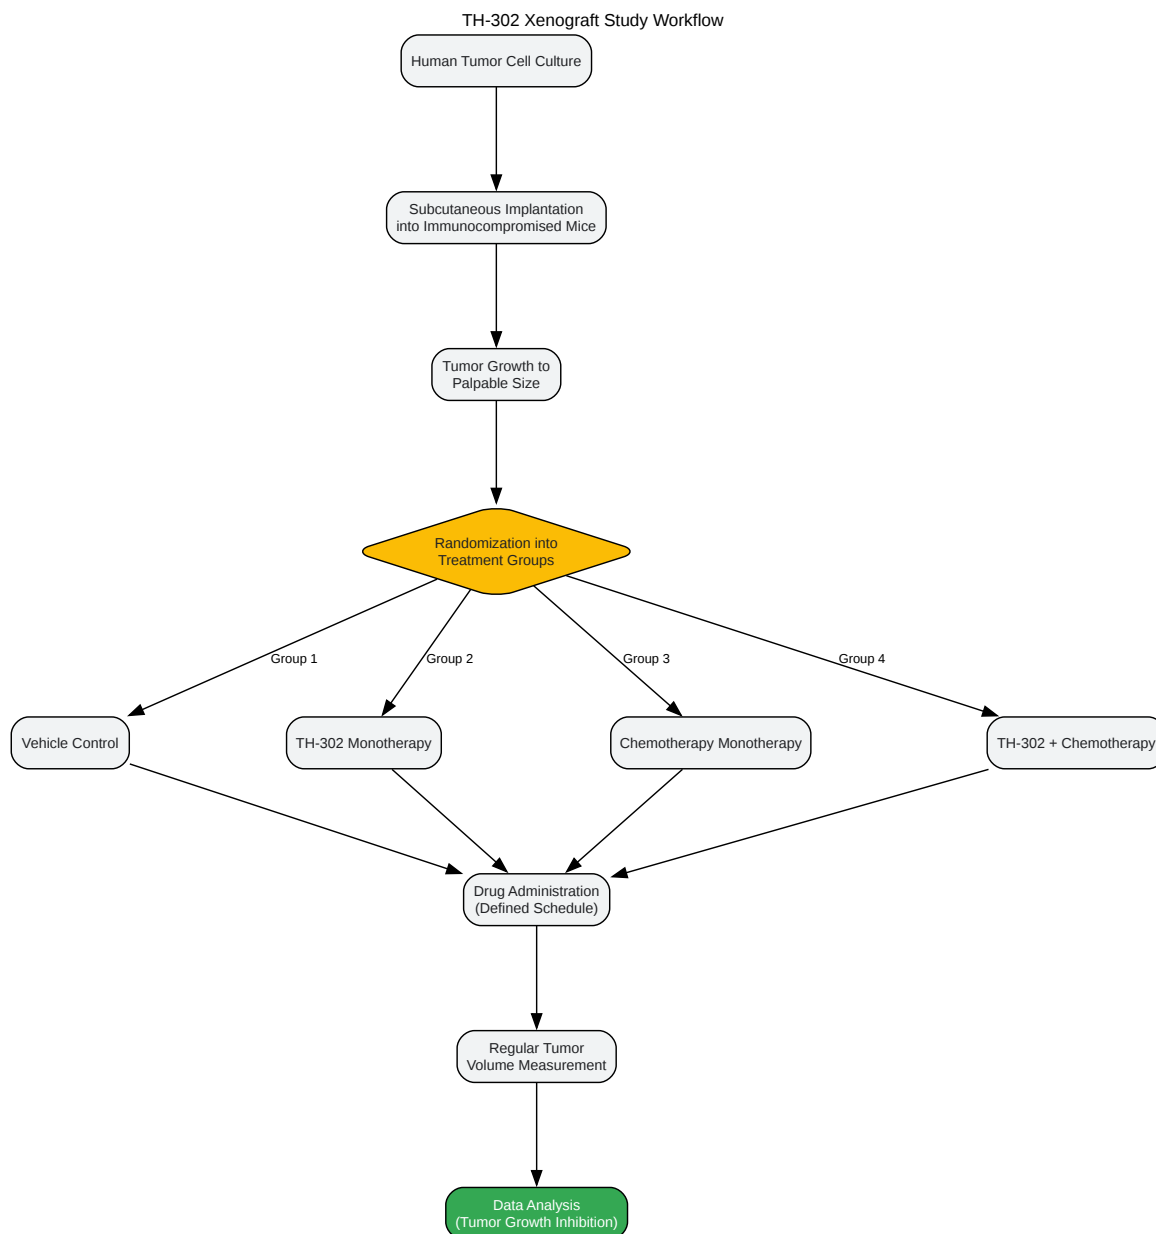 TH-302 Xenograft Study Workflow
Human Tumor Cell Culture
Subcutaneous Implantation
into Immunocompromised Mice
Tumor Growth to
Palpable Size
Randomization into
Treatment Groups
Group 1
Group 2
Group 3
Group 4
Vehicle Control
TH-302 Monotherapy
Chemotherapy Monotherapy
TH-302 + Chemotherapy
Drug Administration
(Defined Schedule)
Regular Tumor
Volume Measurement
Data Analysis
(Tumor Growth Inhibition)